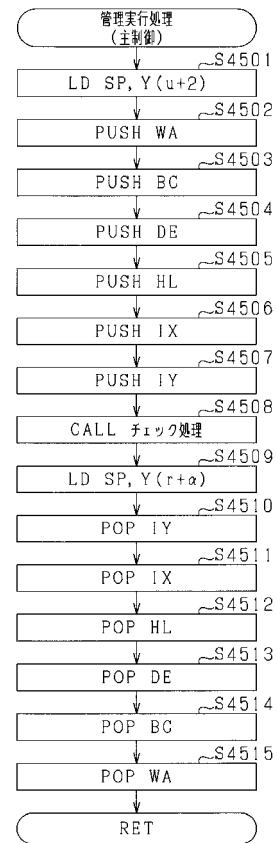 管理実行処理
(主制御)
S4501
LD SP, Y(u+2)
S4502
PUSH WA
S4503
PUSH BC
S4504
PUSH DE
S4505
PUSH HL
S4506
PUSH IX
S4507
PUSH IY
S4508
CALL チェック処理
S4509
LD SP, Y(r+α)
S4510
POP IY
S4511
POP IX
S4512
POP HL
S4513
POP DE
S4514
POP BC
S4515
POP WA
RET